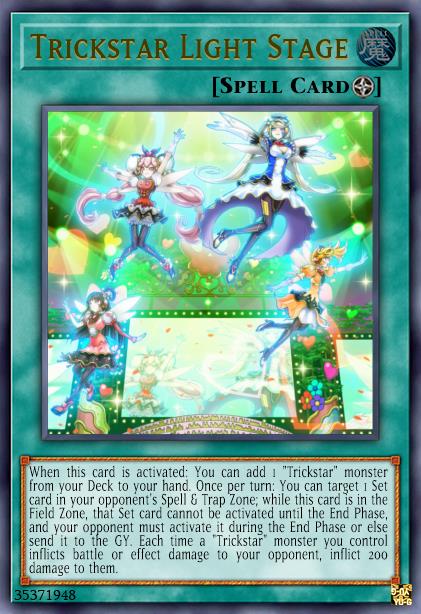 Trickstar Light Stage
魔
[Spell Card]
When this card is activated: You can add 1 "Trickstar" monster
from your Deck to your hand. Once per turn: You can target 1 Set
card in your opponent's Spell & Trap Zone; while this card is in the
Field Zone, that Set card cannot be activated until the End Phase,
and your opponent must activate it during the End Phase or else
send it to the GY. Each time a "Trickstar" monster you control
inflicts battle or effect damage to your opponent, inflict 200
damage to them.
35371948